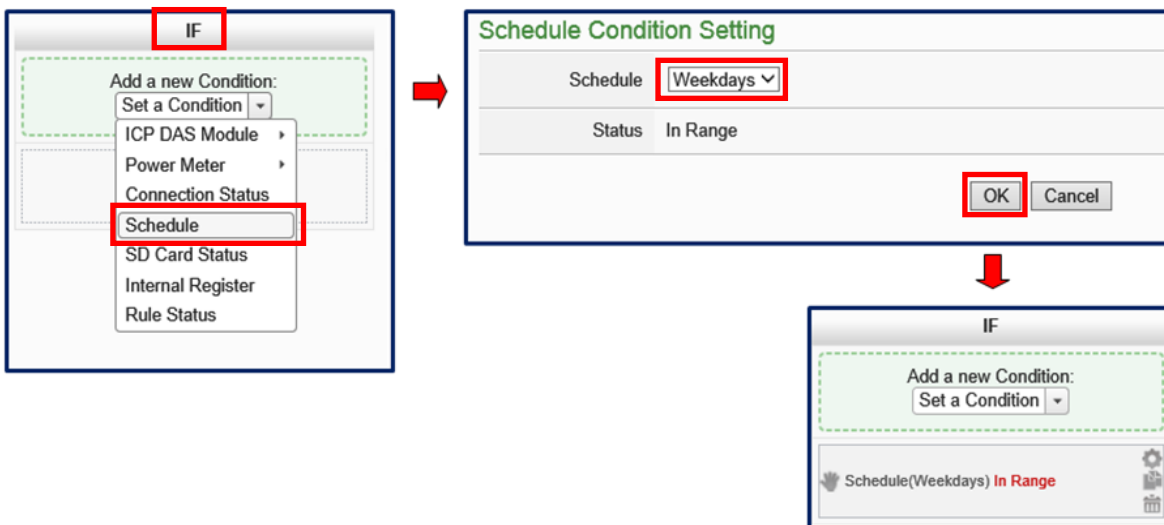 IF
Add a new Condition:
Set a Condition
ICP DAS Module
Power Meter
Connection Status
Schedule
SD Card Status
Internal Register
Rule Status
Schedule Condition Setting
Schedule Weekdays
Status In Range
OK Cancel
IF
Add a new Condition:
Set a Condition
Schedule(Weekdays) In Range